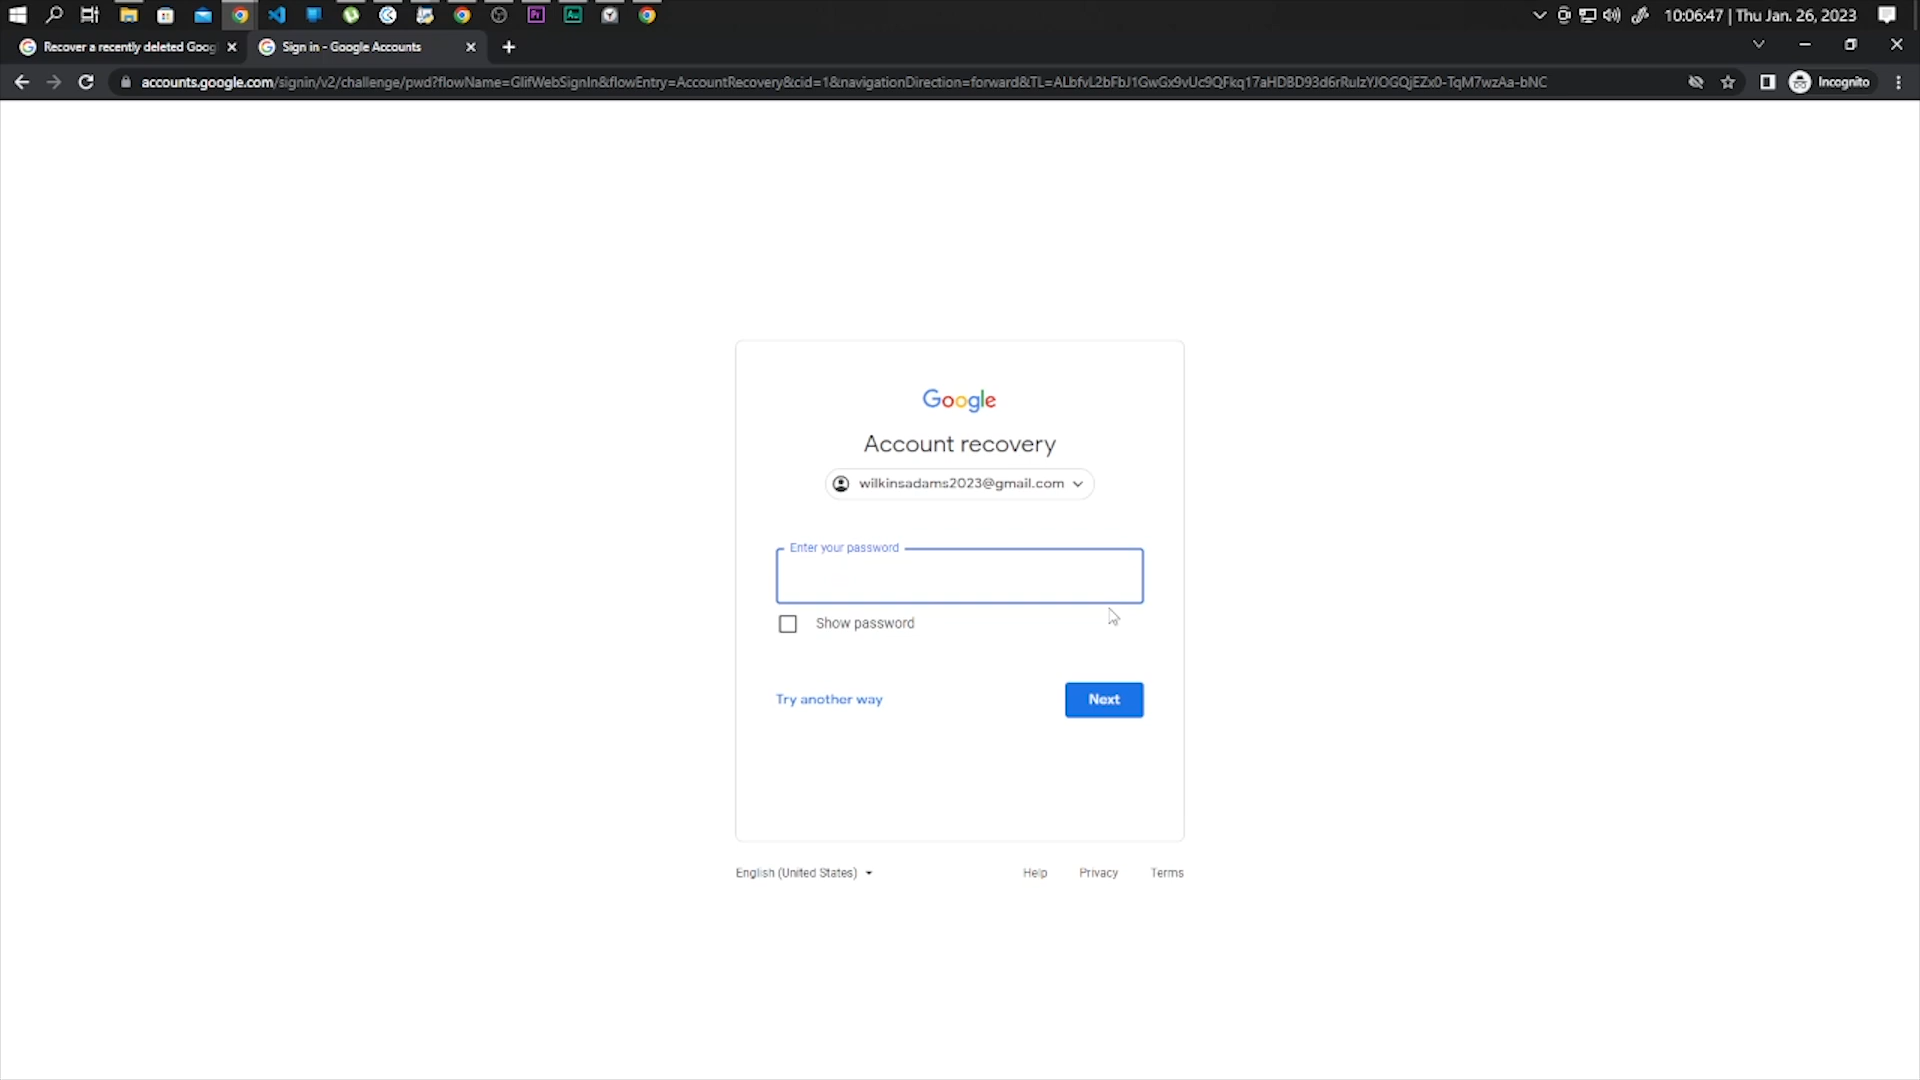 10:06:47 | Thu Jan. 26, 2023
Recover a recently deleted Goog
Sign in - Google Accounts
accounts.google.com/signin/v2/challenge/pwd?flowName=GlifWebSignIn&flowEntry=AccountRecovery&cid=1&navigationDirection=forward&TL=ALbfvL2bFbJ1GwGx9vUc9QFkq17aHDBD93d6rRuIzYJOGQjEZx0-TqM7wzAa-bNC
Incognito
Google
Account recovery
wilkinsadams2023@gmail.com
Enter your password
Show password
Try another way
Next
English (United States)
Help
Privacy
Terms